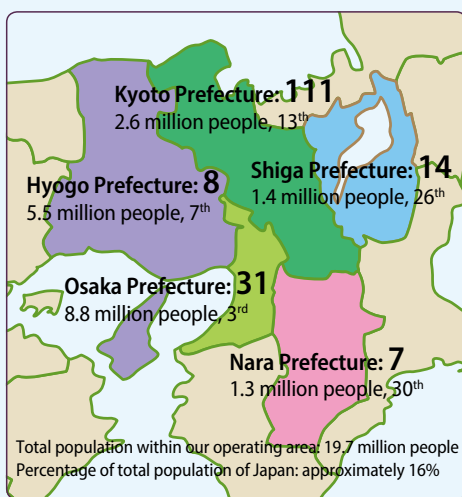 Kyoto Prefecture: 111
2.6 million people, 13th
Shiga Prefecture: 14
1.4 million people, 26th
Hyogo Prefecture: 8
5.5 million people, 7th
Osaka Prefecture: 31
8.8 million people, 3rd
Nara Prefecture: 7
1.3 million people, 30th
Total population within our operating area: 19.7 million people
Percentage of total population of Japan: approximately 16%